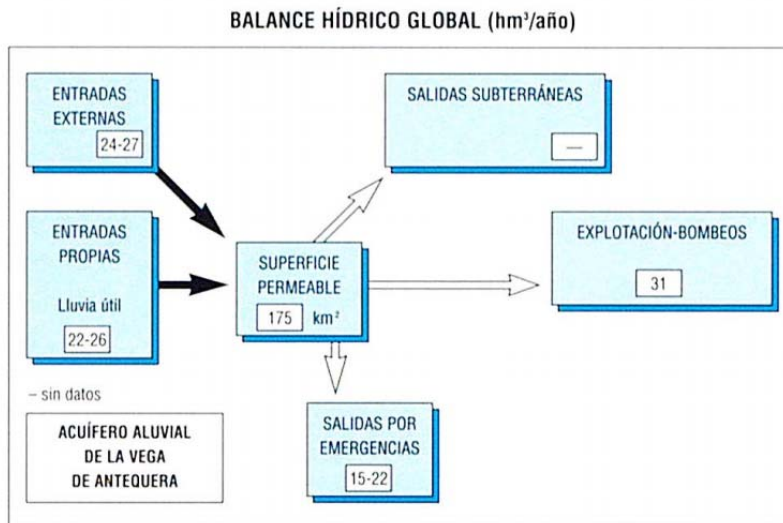 BALANCE HÍDRICO GLOBAL (hm³/año)
ENTRADAS
EXTERNAS
24-27
SALIDAS SUBTERRÁNEAS
—
ENTRADAS
PROPIAS
Lluvia útil
22-26
SUPERFICIE
PERMEABLE
175 km²
EXPLOTACIÓN-BOMBEOS
31
– sin datos
ACUÍFERO ALUVIAL
DE LA VEGA
DE ANTEQUERA
SALIDAS POR
EMERGENCIAS
15-22